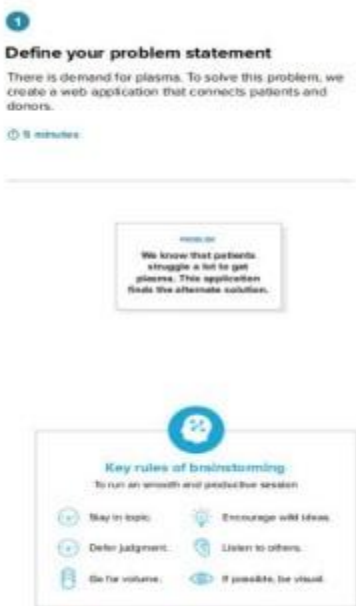 1
Define your problem statement
There is demand for plasma. To solve this problem, we
create a web application that connects patients and
donors.
5 minutes
PROBLEM
We know that patients
struggle a lot to get
plasma. This application
finds the alternate solution.
Key rules of brainstorming
To run an smooth and productive session
Stay in topic.
Encourage wild ideas.
Defer judgment.
Listen to others.
Go for volume.
If possible, be visual.